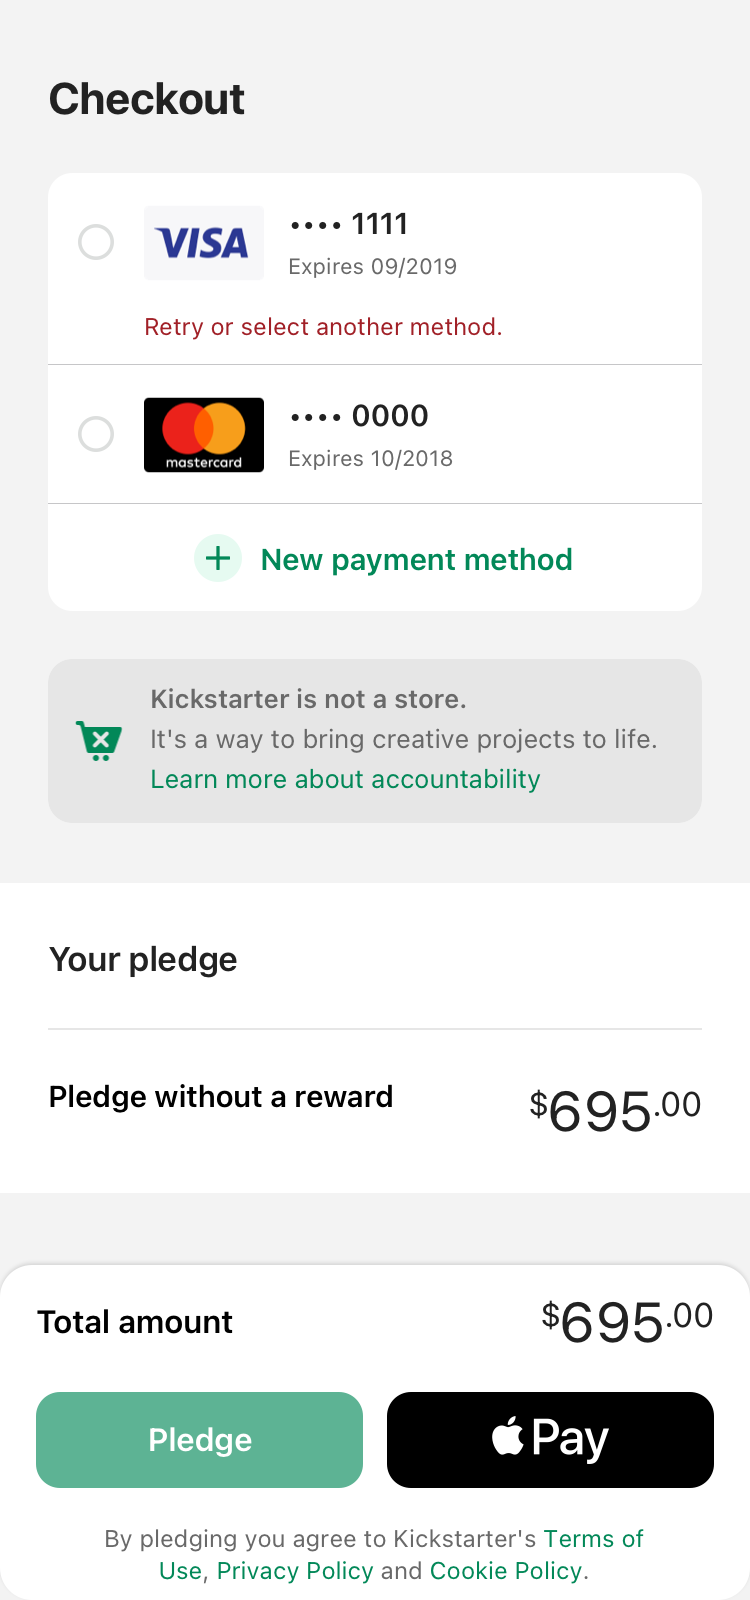 Checkout
VISA
•••• 1111
Expires 09/2019
Retry or select another method.
mastercard
•••• 0000
Expires 10/2018
+ New payment method
Kickstarter is not a store.
It's a way to bring creative projects to life.
Learn more about accountability
Your pledge
Pledge without a reward
$695.00
Total amount
$695.00
Pledge
Pay
By pledging you agree to Kickstarter's Terms of
Use, Privacy Policy and Cookie Policy.